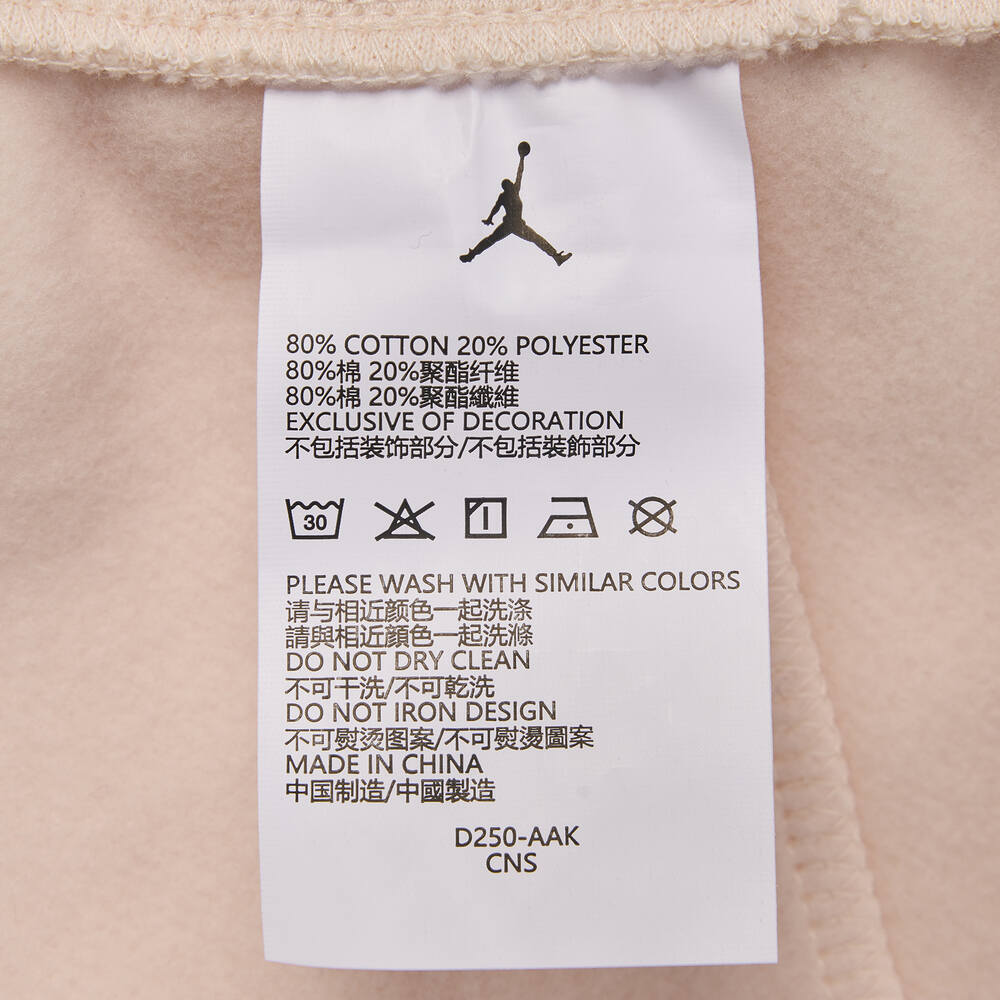 80% COTTON 20% POLYESTER
80%棉 20%聚酯纤维
80%棉 20%聚酯纖維
EXCLUSIVE OF DECORATION
不包括装饰部分/不包括裝飾部分
30
PLEASE WASH WITH SIMILAR COLORS
请与相近颜色一起洗涤
請與相近顏色一起洗滌
DO NOT DRY CLEAN
不可干洗/不可乾洗
DO NOT IRON DESIGN
不可熨烫图案/不可熨燙圖案
MADE IN CHINA
中国制造/中國製造
D250-AAK
CNS